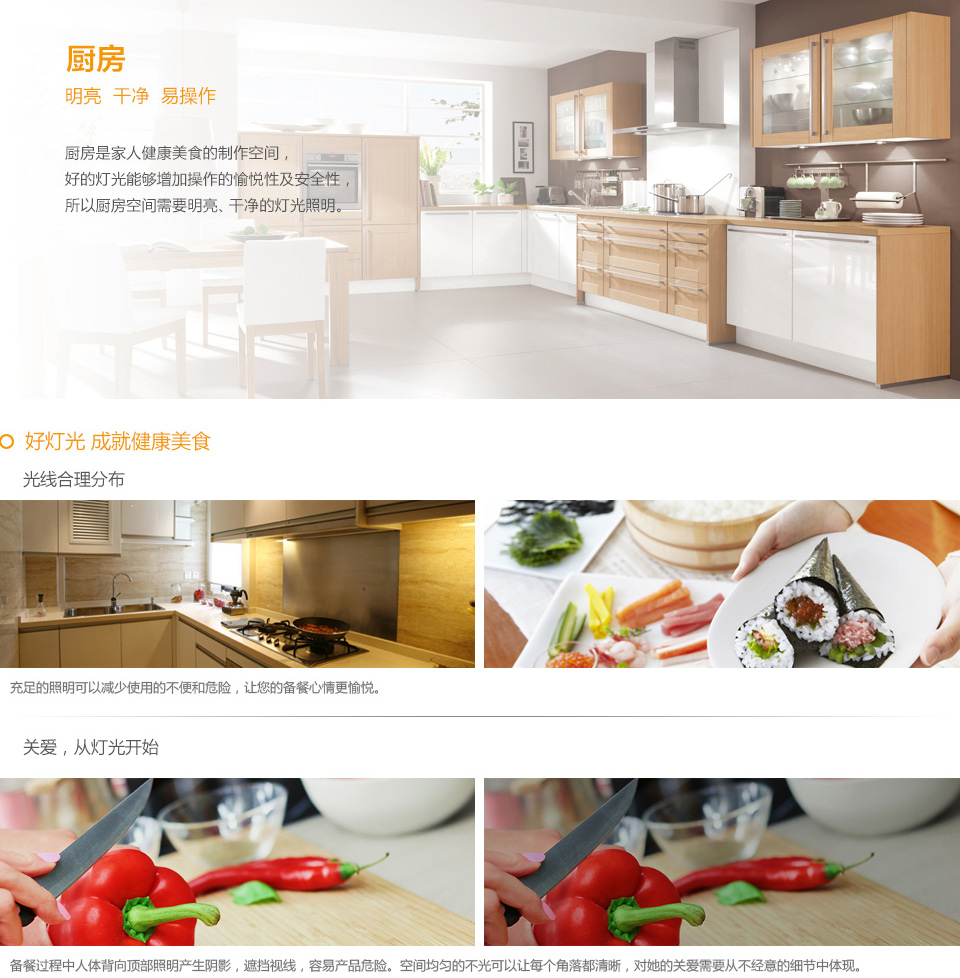 厨房
明亮 干净 易操作
厨房是家人健康美食的制作空间，
好的灯光能够增加操作的愉悦性及安全性，
所以厨房空间需要明亮、干净的灯光照明。
好灯光 成就健康美食
光线合理分布
充足的照明可以减少使用的不便和危险，让您的备餐心情更愉悦。
关爱，从灯光开始
备餐过程中人体背向顶部照明产生阴影，遮挡视线，容易产品危险。空间均匀的不光可以让每个角落都清晰，对她的关爱需要从不经意的细节中体现。